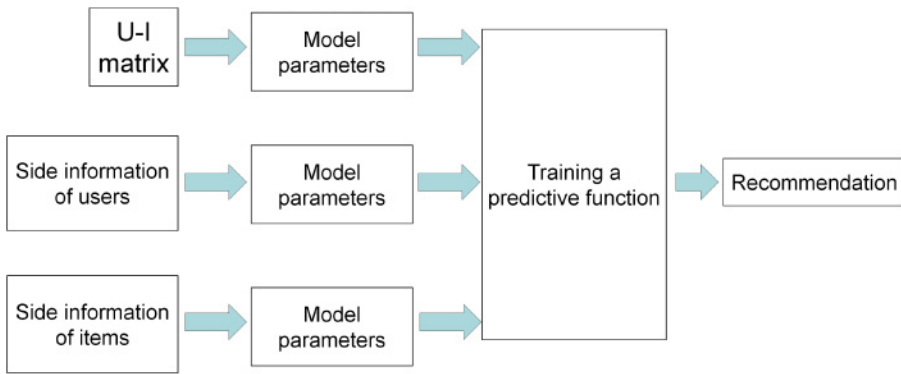 U-I
matrix
Model
parameters
Side information
of users
Model
parameters
Side information
of items
Model
parameters
Training a
predictive function
Recommendation